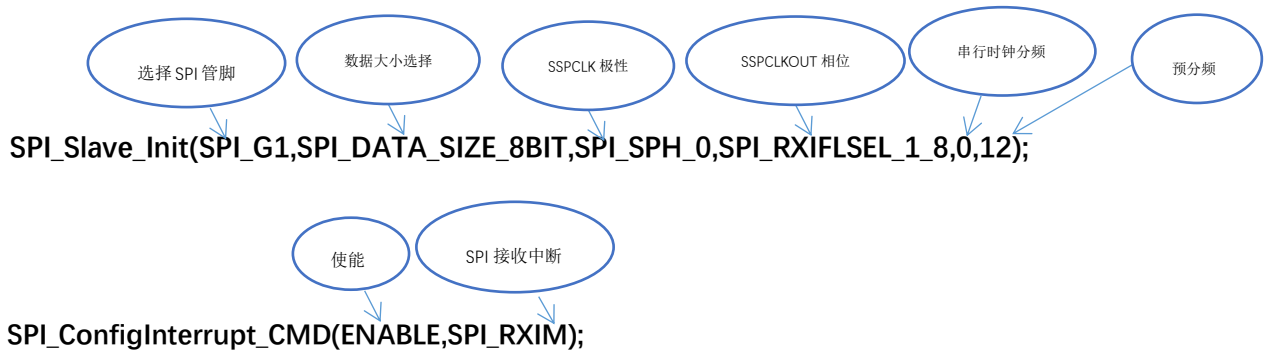 选择 SPI 管脚
数据大小选择
SSPCLK 极性
SSPCLKOUT 相位
串行时钟分频
预分频
SPI_Slave_Init(SPI_G1,SPI_DATA_SIZE_8BIT,SPI_SPH_0,SPI_RXIFLSEL_1_8,0,12);
使能
SPI 接收中断
SPI_ConfigInterrupt_CMD(ENABLE,SPI_RXIM);